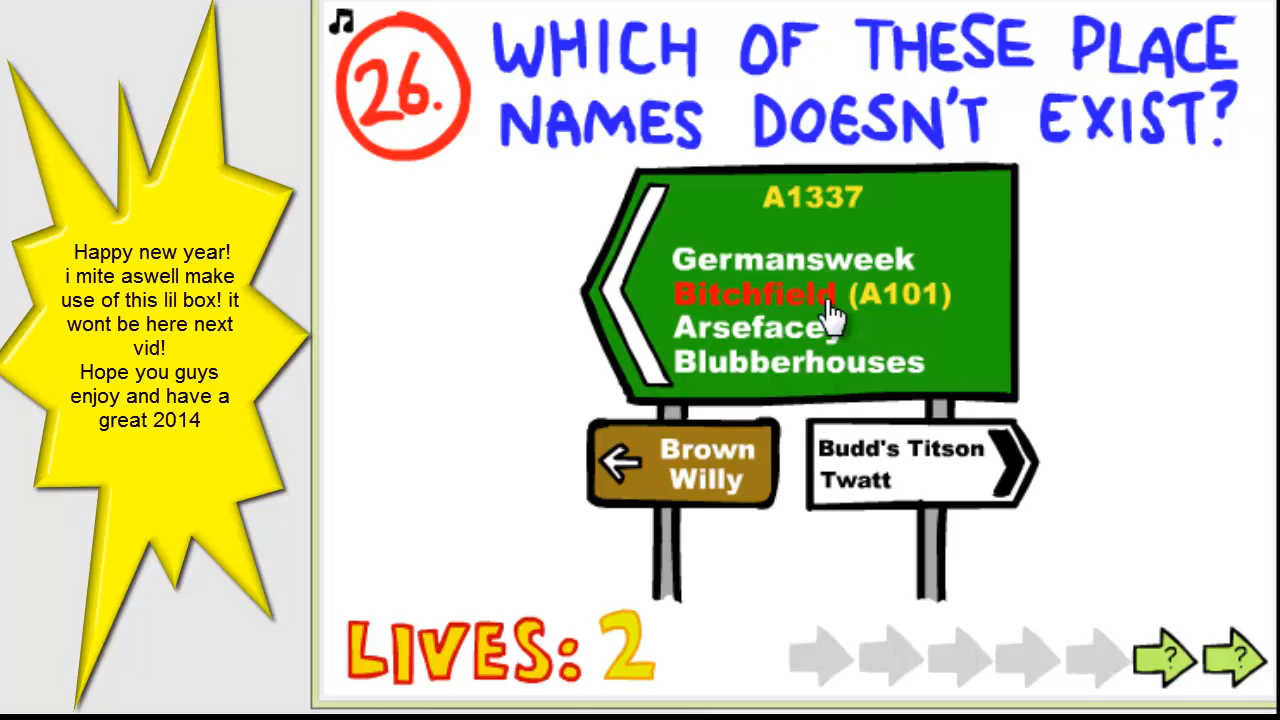 Happy new year!
i mite aswell make
use of this lil box! it
wont be here next
vid!
Hope you guys
enjoy and have a
great 2014
26.
WHICH OF THESE PLACE
NAMES DOESN'T EXIST?
A1337
Germansweek
Bitchfield (A101)
Arsefacey
Blubberhouses
Brown
Willy
Budd's Titson
Twatt
LIVES: 2
? ?